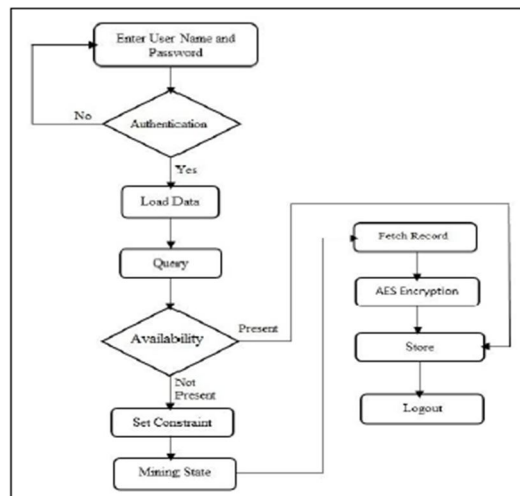 Enter User Name and
Password
No
Authentication
Yes
Load Data
Query
Availability
Present
Not
Present
Set Constraint
Mining State
Fetch Record
AES Encryption
Store
Logout